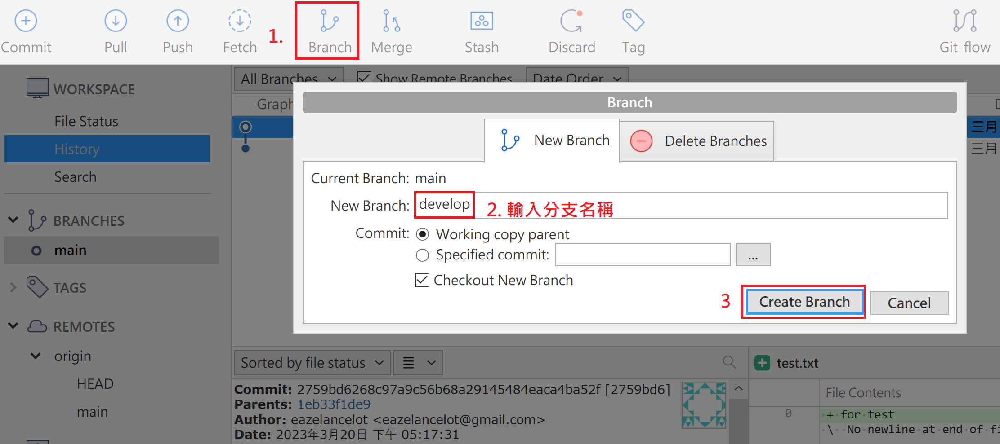 Commit
Pull
Push
Fetch
1.
Branch
Merge
Stash
Discard
Tag
Git-flow
WORKSPACE
File Status
History
Search
BRANCHES
main
TAGS
REMOTES
origin
HEAD
main
All Branches
Show Remote Branches
Date Order
Graph
三月
三月
Branch
New Branch
Delete Branches
Current Branch: main
New Branch: develop
2. 輸入分支名稱
Commit: Working copy parent
Specified commit: ...
Checkout New Branch
3
Create Branch
Cancel
Sorted by file status
Commit: 2759bd6268c97a9c56b68a29145484eaca4ba52f [2759bd6]
Parents: 1eb33f1de9
Author: eazelancelot <eazelancelot@gmail.com>
Date: 2023年3月20日 下午 05:17:31
test.txt
File Contents
0 + for test
\ No newline at end of fi